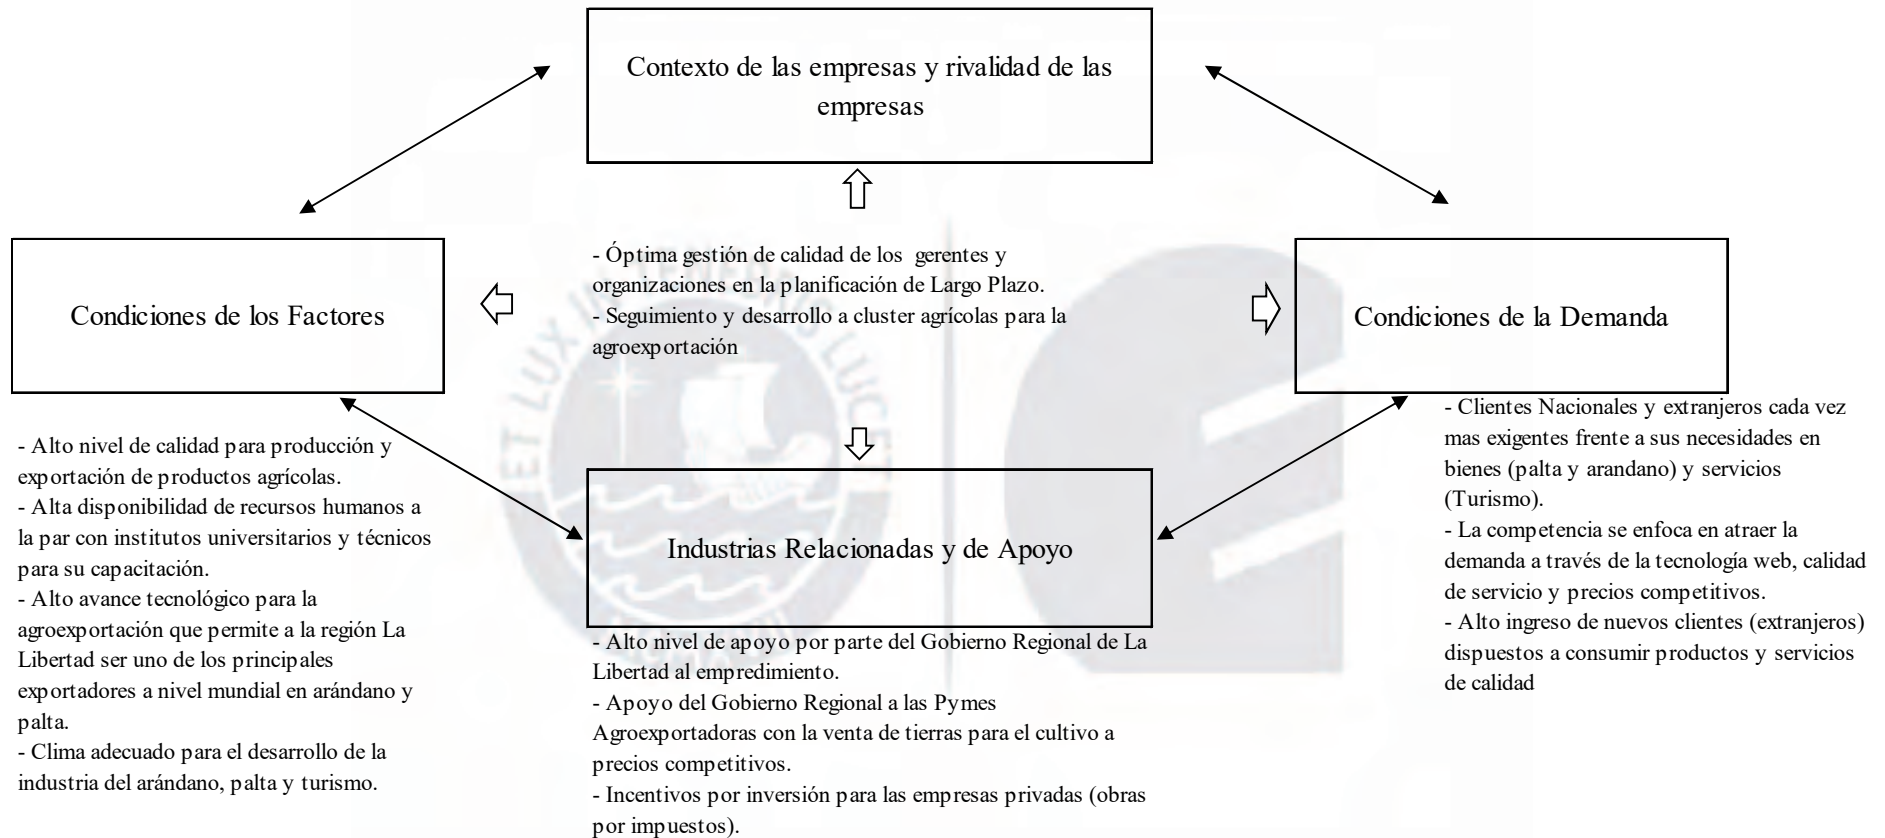 Contexto de las empresas y rivalidad de las
empresas
- Óptima gestión de calidad de los gerentes y
organizaciones en la planificación de Largo Plazo.
- Seguimiento y desarrollo a cluster agrícolas para la
agroexportación
Condiciones de los Factores
- Alto nivel de calidad para producción y
exportación de productos agrícolas.
- Alta disponibilidad de recursos humanos a
la par con institutos universitarios y técnicos
para su capacitación.
- Alto avance tecnológico para la
agroexportación que permite a la región La
Libertad ser uno de los principales
exportadores a nivel mundial en arándano y
palta.
- Clima adecuado para el desarrollo de la
industria del arándano, palta y turismo.
Industrias Relacionadas y de Apoyo
- Alto nivel de apoyo por parte del Gobierno Regional de La
Libertad al empredimiento.
- Apoyo del Gobierno Regional a las Pymes
Agroexportadoras con la venta de tierras para el cultivo a
precios competitivos.
- Incentivos por inversión para las empresas privadas (obras
por impuestos).
Condiciones de la Demanda
- Clientes Nacionales y extranjeros cada vez
mas exigentes frente a sus necesidades en
bienes (palta y arandano) y servicios
(Turismo).
- La competencia se enfoca en atraer la
demanda a través de la tecnología web, calidad
de servicio y precios competitivos.
- Alto ingreso de nuevos clientes (extranjeros)
dispuestos a consumir productos y servicios
de calidad
ET LUX IN TENEBRIS LUCET